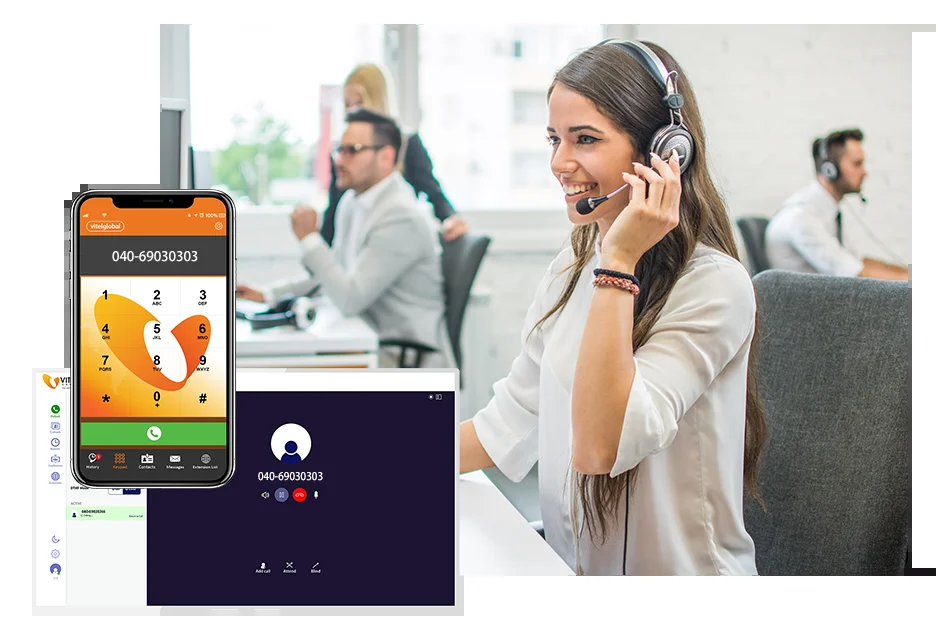 100%
vitelglobal
040-69030303
1
2
ABC
3
DEF
4
GHI
5
JKL
6
MNO
7
PQRS
8
TUV
9
WXYZ
*
0
+
#
History
Keypad
Contacts
Messages
Extension List
VIT
ACTIVE
040-69030303
Add call
Attend
Blind